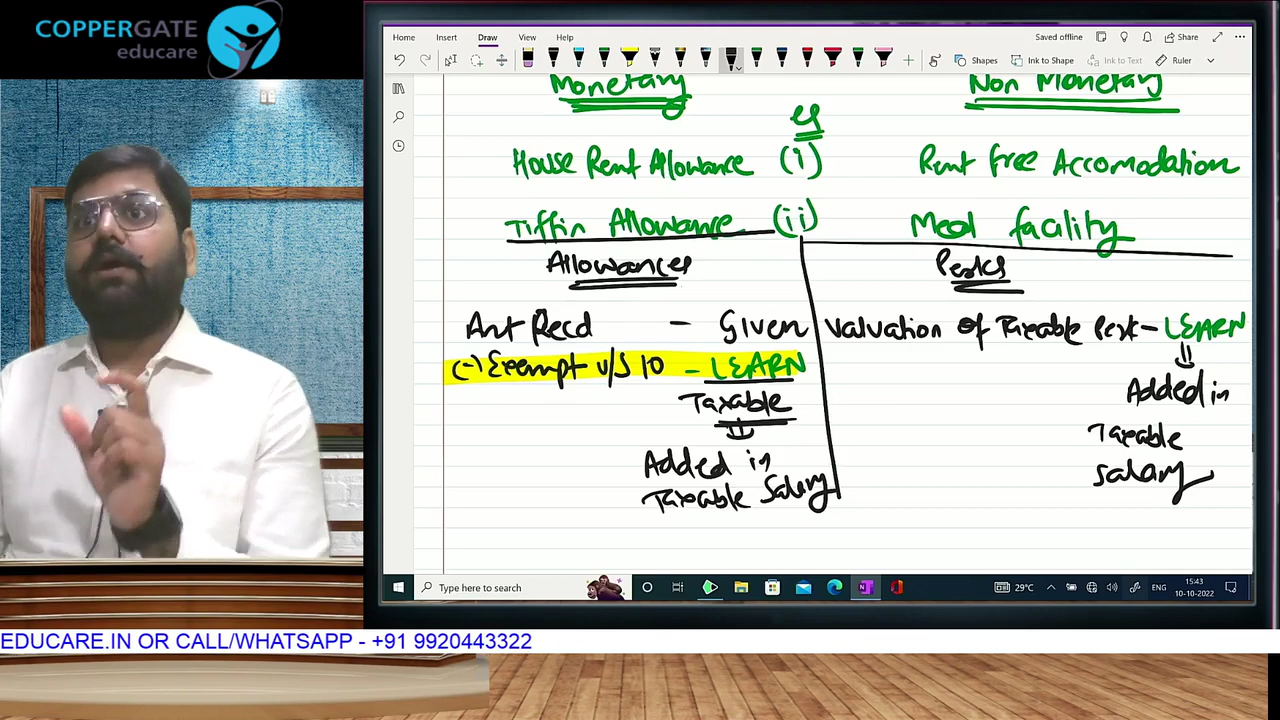 COPPERGATE
educare
Home Insert Draw View Help
Saved offline
Share
Shapes
Ink to Shape
Ink to Text
Ruler
Monetary
Non Monetary
eg
House Rent Allowance (i) Rent free Accomodation
Tiffin Allowance (ii) Meal facility
Allowances
Perks
Amt Recd - Given
(-) Exempt u/s 10 - LEARN
Taxable
Added in
Taxable Salary
Valuation of Taxable Perk - LEARN
Added in
Taxable
Salary
Type here to search
29°C
ENG
15:43
10-10-2022
EDUCARE.IN OR CALL/WHATSAPP - +91 9920443322